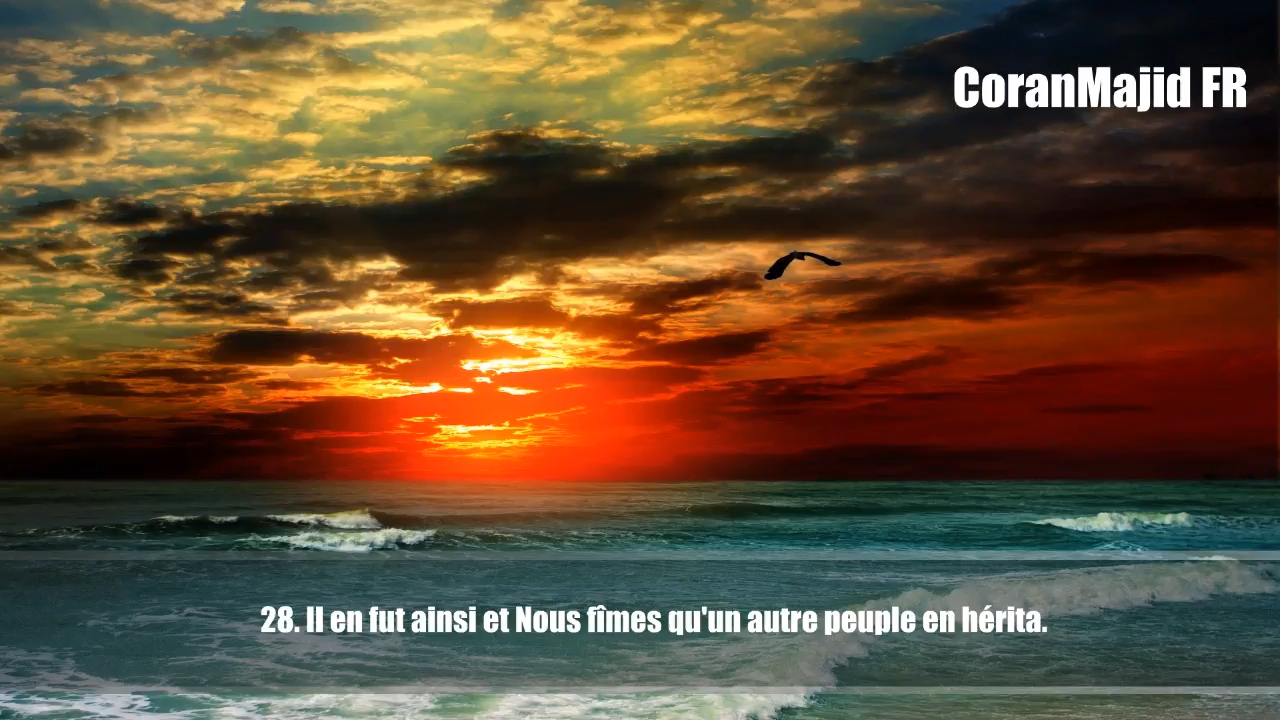 CoranMajid FR
28. Il en fut ainsi et Nous fîmes qu'un autre peuple en hérita.